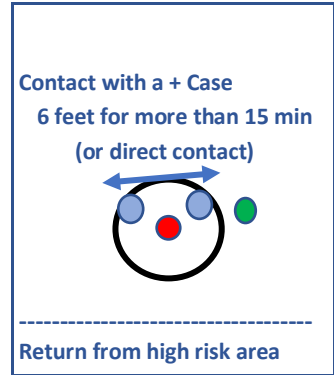 Contact with a + Case
6 feet for more than 15 min
(or direct contact)
------------------------------------
Return from high risk area